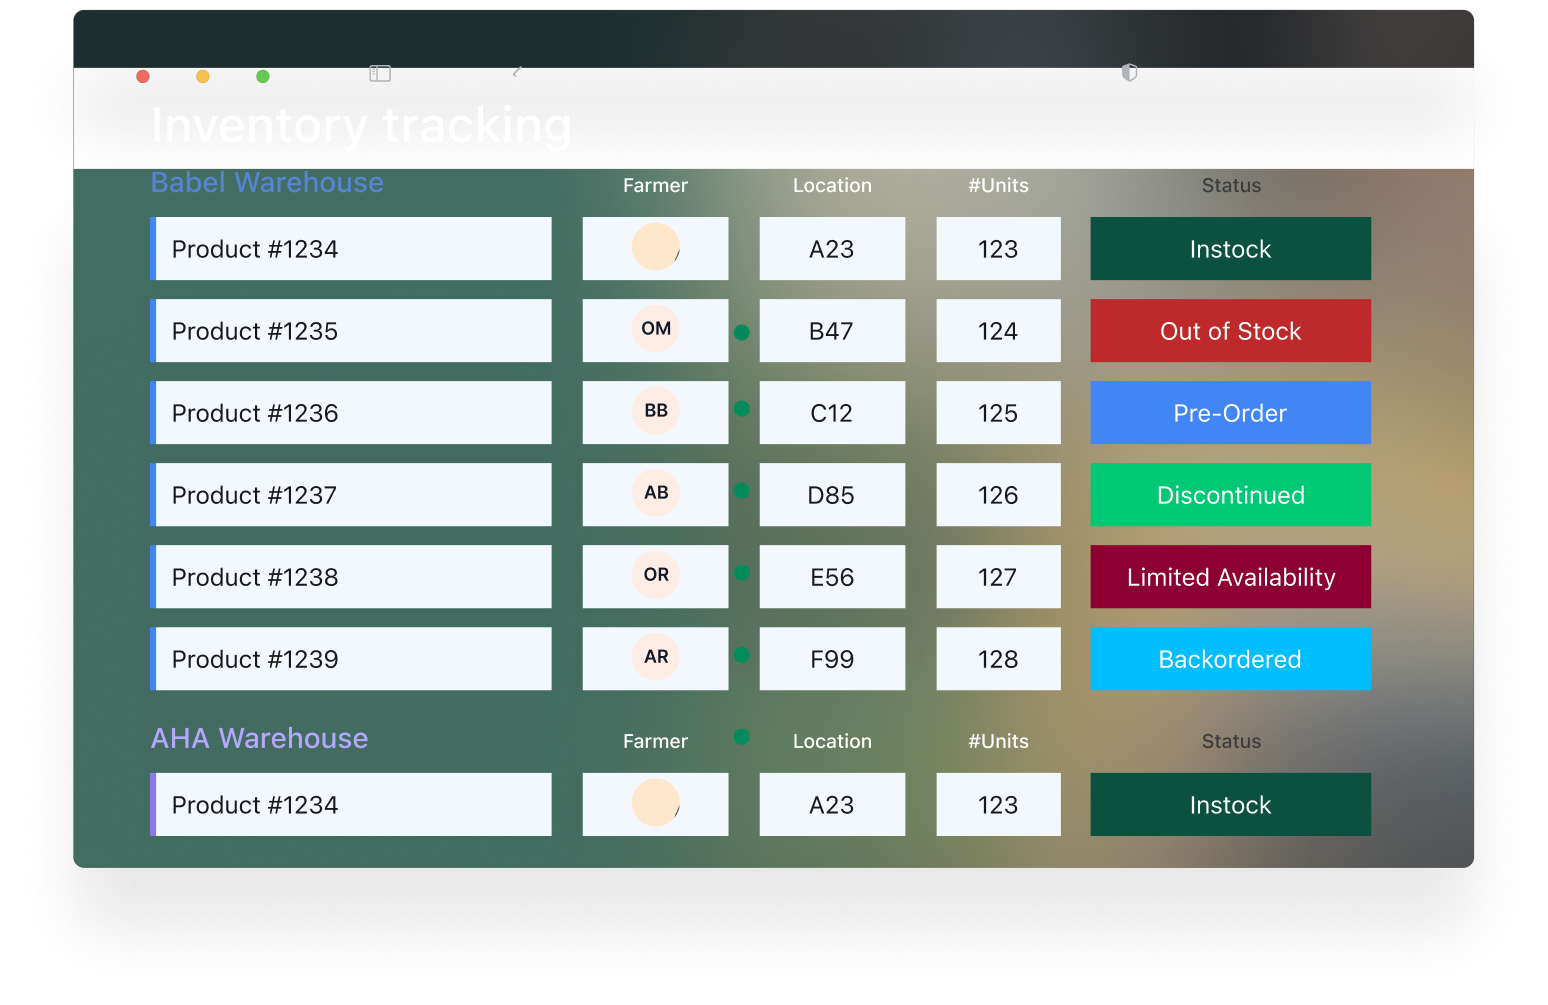 Inventory tracking
Babel Warehouse Farmer Location #Units Status
Product #1234 A23 123 Instock
Product #1235 OM B47 124 Out of Stock
Product #1236 BB C12 125 Pre-Order
Product #1237 AB D85 126 Discontinued
Product #1238 OR E56 127 Limited Availability
Product #1239 AR F99 128 Backordered
AHA Warehouse Farmer Location #Units Status
Product #1234 A23 123 Instock